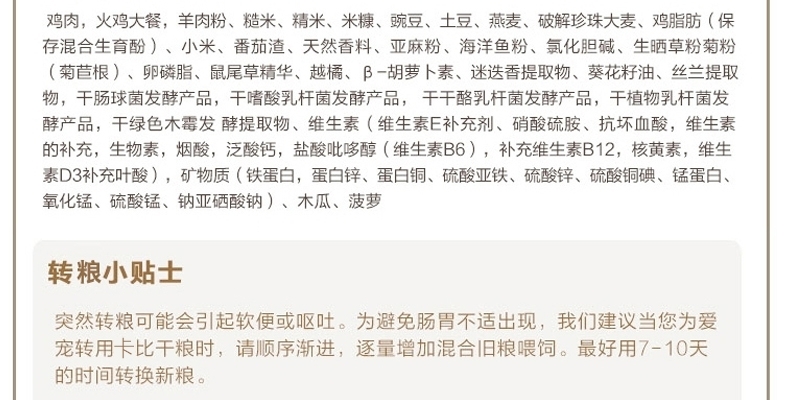 鸡肉，火鸡大餐，羊肉粉、糙米、精米、米糠、豌豆、土豆、燕麦、破解珍珠大麦、鸡脂肪（保
存混合生育酚）、小米、番茄渣、天然香料、亚麻粉、海洋鱼粉、氯化胆碱、生晒草粉菊粉
（菊苣根）、卵磷脂、鼠尾草精华、越橘、β-胡萝卜素、迷迭香提取物、葵花籽油、丝兰提取
物，干肠球菌发酵产品，干嗜酸乳杆菌发酵产品， 干干酪乳杆菌发酵产品，干植物乳杆菌发
酵产品，干绿色木霉发 酵提取物、维生素（维生素E补充剂、硝酸硫胺、抗坏血酸，维生素
的补充，生物素，烟酸，泛酸钙，盐酸吡哆醇（维生素B6），补充维生素B12，核黄素，维生
素D3补充叶酸），矿物质（铁蛋白，蛋白锌、蛋白铜、硫酸亚铁、硫酸锌、硫酸铜碘、锰蛋白、
氧化锰、硫酸锰、钠亚硒酸钠）、木瓜、菠萝
转粮小贴士
突然转粮可能会引起软便或呕吐。为避免肠胃不适出现，我们建议当您为爱
宠转用卡比干粮时，请顺序渐进，逐量增加混合旧粮喂饲。最好用7-10天
的时间转换新粮。